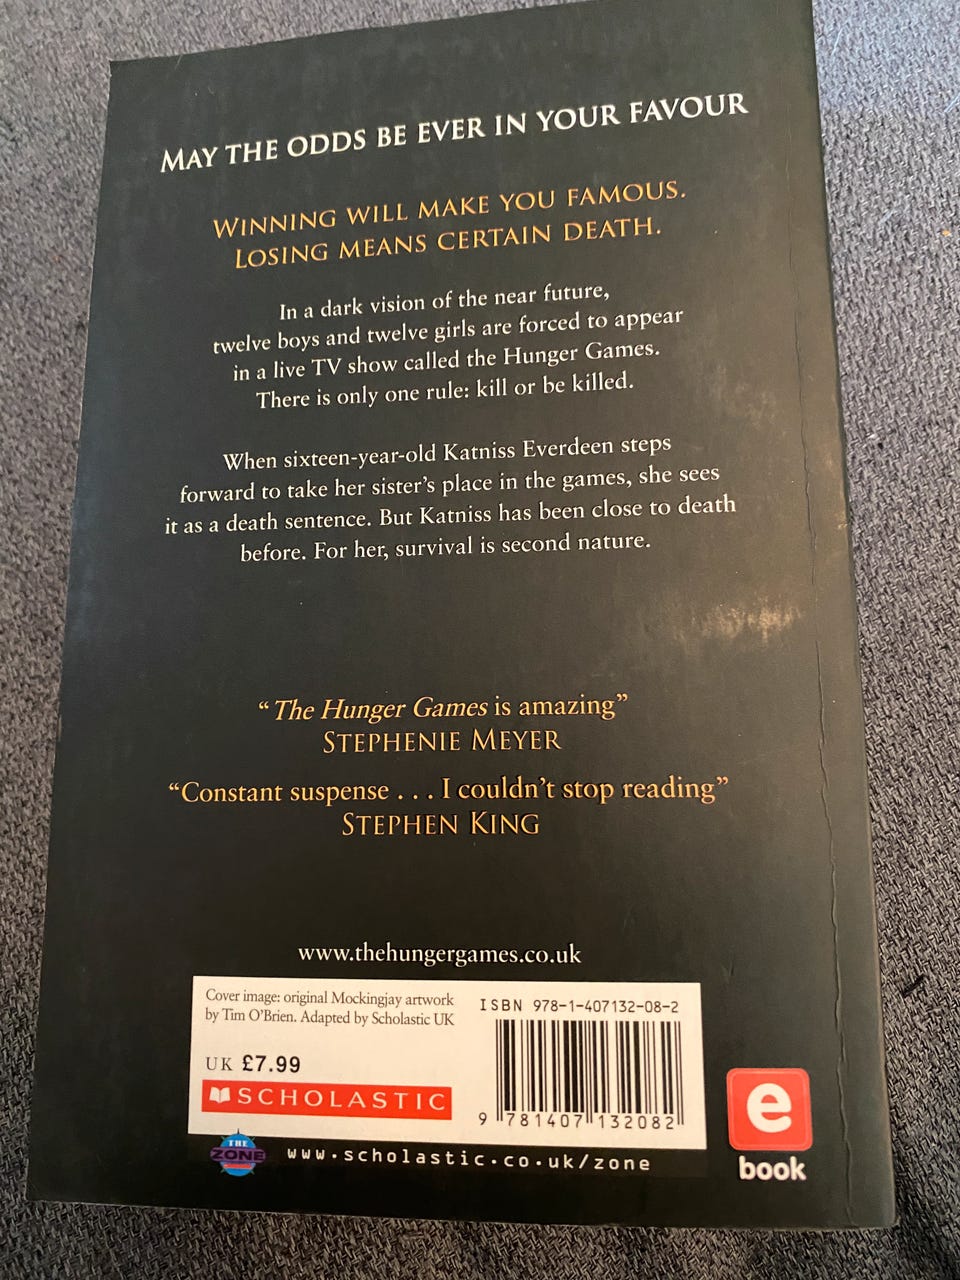 MAY THE ODDS BE EVER IN YOUR FAVOUR
WINNING WILL MAKE YOU FAMOUS.
LOSING MEANS CERTAIN DEATH.
In a dark vision of the near future,
twelve boys and twelve girls are forced to appear
in a live TV show called the Hunger Games.
There is only one rule: kill or be killed.
When sixteen-year-old Katniss Everdeen steps
forward to take her sister's place in the games, she sees
it as a death sentence. But Katniss has been close to death
before. For her, survival is second nature.
“The Hunger Games is amazing”
STEPHENIE MEYER
“Constant suspense . . . I couldn't stop reading”
STEPHEN KING
www.thehungergames.co.uk
Cover image: original Mockingjay artwork
by Tim O'Brien. Adapted by Scholastic UK
UK £7.99
SCHOLASTIC
ISBN 978-1-407132-08-2
9 781407 132082
THE
ZONE
www.scholastic.co.uk/zone
e
book